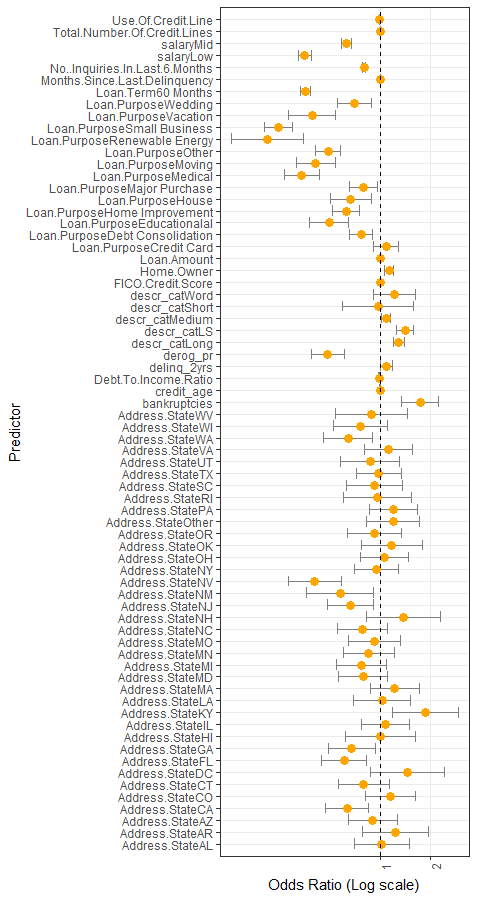 Use.Of.Credit.Line
Total.Number.Of.Credit.Lines
salaryMid
salaryLow
No..Inquiries.In.Last.6.Months
Months.Since.Last.Delinquency
Loan.Term60 Months
Loan.PurposeWedding
Loan.PurposeVacation
Loan.PurposeSmall Business
Loan.PurposeRenewable Energy
Loan.PurposeOther
Loan.PurposeMoving
Loan.PurposeMedical
Loan.PurposeMajor Purchase
Loan.PurposeHouse
Loan.PurposeHome Improvement
Loan.PurposeEducationalal
Loan.PurposeDebt Consolidation
Loan.PurposeCredit Card
Loan.Amount
Home.Owner
FICO.Credit.Score
descr_catWord
descr_catShort
descr_catMedium
descr_catLS
descr_catLong
derog_pr
delinq_2yrs
Debt.To.Income.Ratio
credit_age
bankruptcies
Address.StateWV
Address.StateWI
Address.StateWA
Address.StateVA
Address.StateUT
Address.StateTX
Address.StateSC
Address.StateRI
Address.StatePA
Address.StateOther
Address.StateOR
Address.StateOK
Address.StateOH
Address.StateNY
Address.StateNV
Address.StateNM
Address.StateNJ
Address.StateNH
Address.StateNC
Address.StateMO
Address.StateMN
Address.StateMI
Address.StateMD
Address.StateMA
Address.StateLA
Address.StateKY
Address.StateIL
Address.StateHI
Address.StateGA
Address.StateFL
Address.StateDC
Address.StateCT
Address.StateCO
Address.StateCA
Address.StateAZ
Address.StateAR
Address.StateAL
Predictor
1
2
Odds Ratio (Log scale)